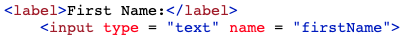 <label>First Name:</label>
<input type = "text" name = "firstName">